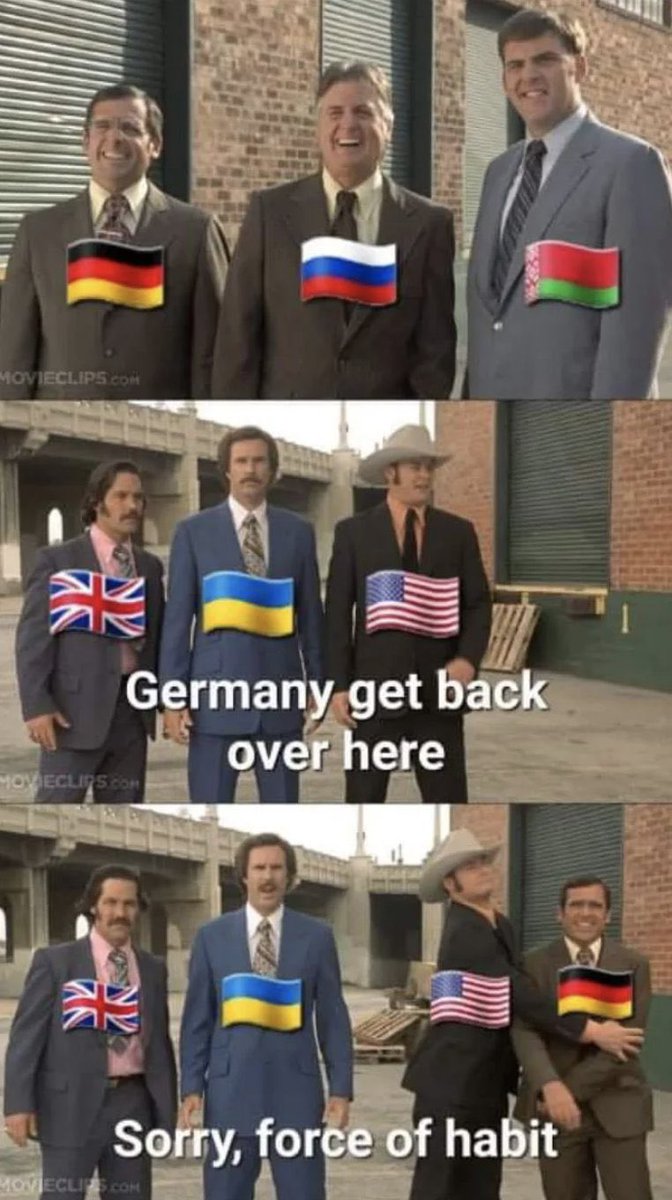 MOVIECLIPS.COM
Germany get back
over here
MOVIECLIPS.COM
Sorry, force of habit
MOVIECLIPS.COM